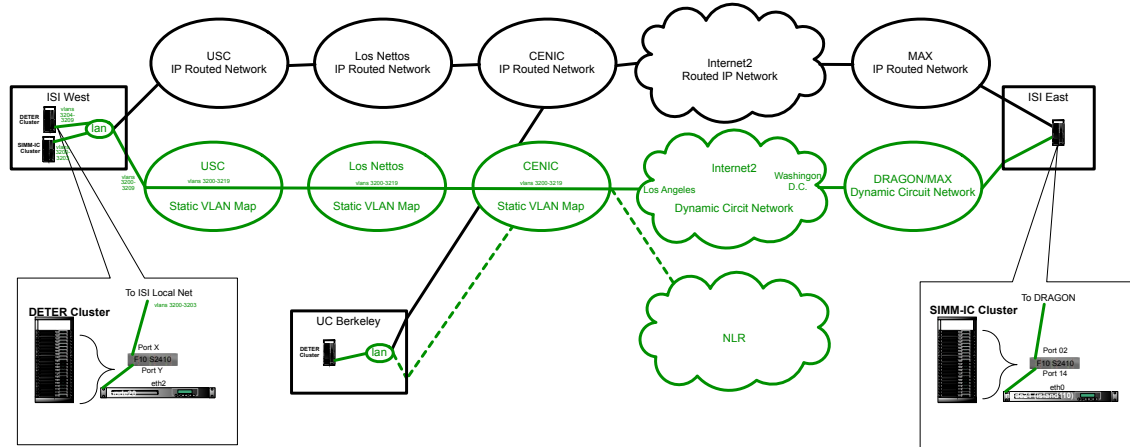 USC
IP Routed Network
Los Nettos
IP Routed Network
CENIC
IP Routed Network
Internet2
Routed IP Network
MAX
IP Routed Network
ISI West
DETER
Cluster
vlans
3204-
3209
SIMM-IC
Cluster
vlans
lan
ISI East
vlans
3200-
3209
USC
vlans 3200-3219
Static VLAN Map
Los Nettos
vlans 3200-3219
Static VLAN Map
CENIC
vlans 3200-3219
Static VLAN Map
Internet2
Los Angeles
Washingon
D.C.
Dynamic Circit Network
DRAGON/MAX
Dynamic Circuit Network
To ISI Local Net
vlans 3200-3203
DETER Cluster
Port X
F10 S2410
Port Y
eth2
UC Berkeley
DETER
Cluster
lan
NLR
To DRAGON
SIMM-IC Cluster
Port 02
F10 S2410
Port 14
eth0